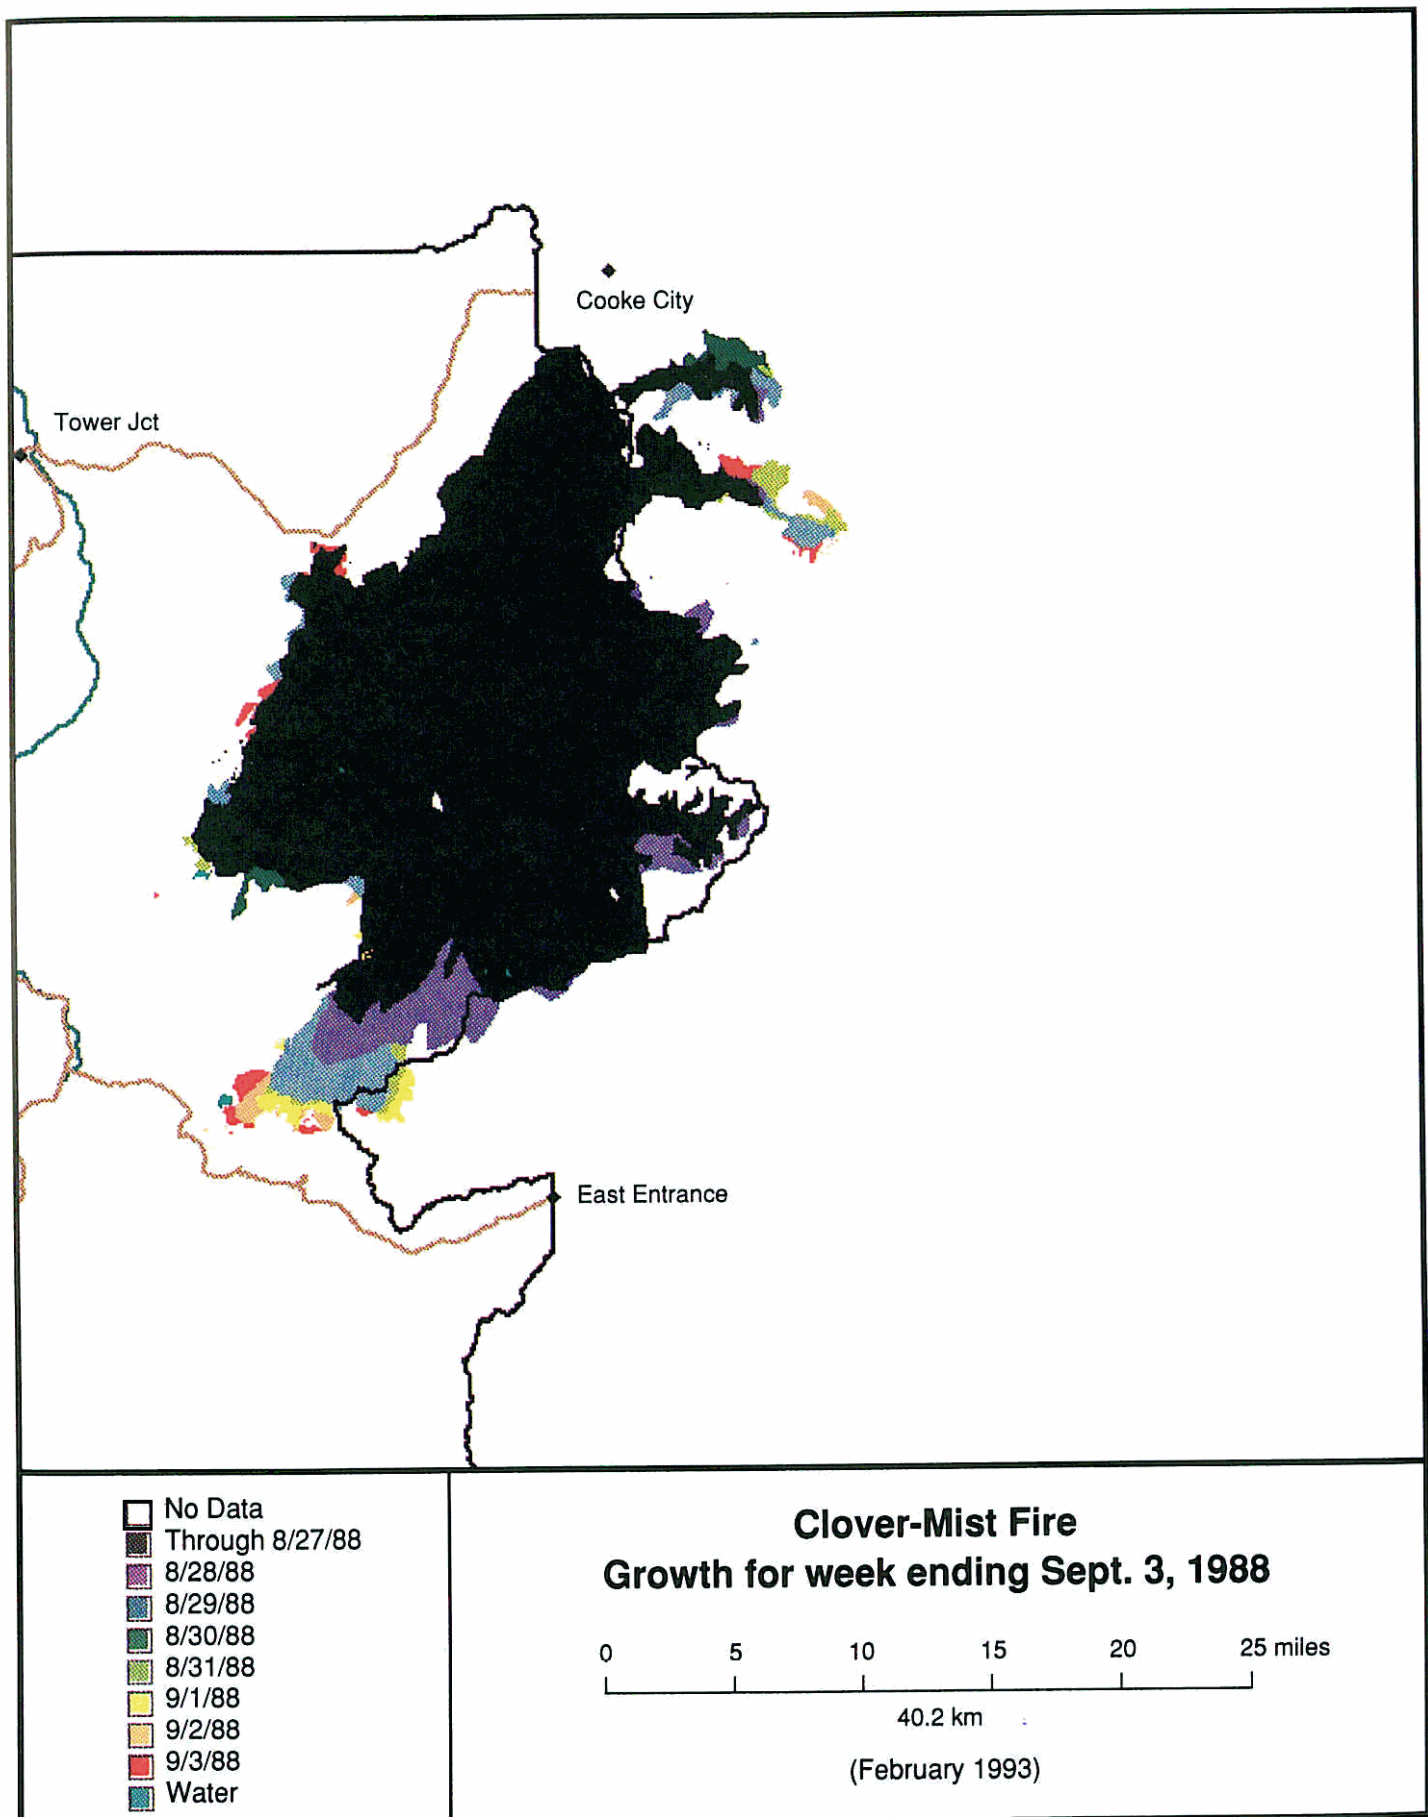 Cooke City
Tower Jct
East Entrance
No Data
Through 8/27/88
8/28/88
8/29/88
8/30/88
8/31/88
9/1/88
9/2/88
9/3/88
Water
Clover-Mist Fire
Growth for week ending Sept. 3, 1988
0 5 10 15 20 25 miles
40.2 km
(February 1993)